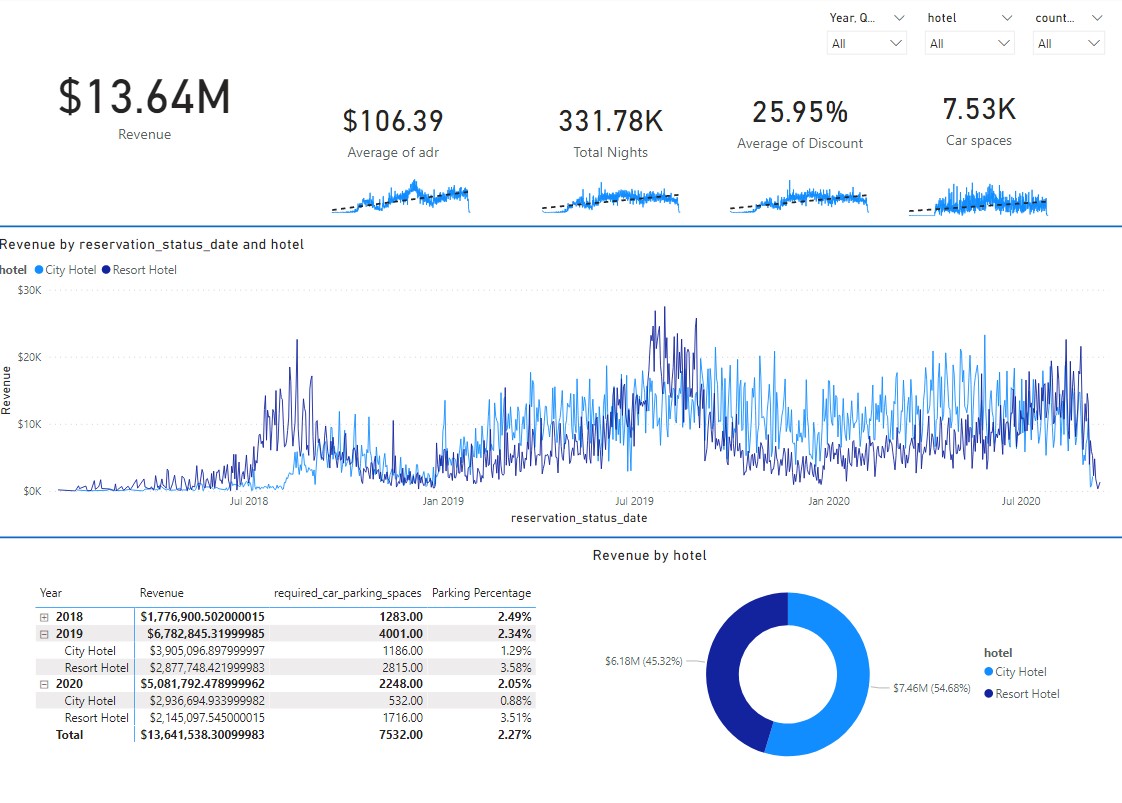 Year, Q... hotel count...
All All All
$13.64M
Revenue
$106.39
Average of adr
331.78K
Total Nights
25.95%
Average of Discount
7.53K
Car spaces
Revenue by reservation_status_date and hotel
hotel City Hotel Resort Hotel
$30K
$20K
$10K
$0K
Revenue
Jul 2018 Jan 2019 Jul 2019 Jan 2020 Jul 2020
reservation_status_date
Year Revenue required_car_parking_spaces Parking Percentage
2018 $1,776,900.502000015 1283.00 2.49%
2019 $6,782,845.31999985 4001.00 2.34%
City Hotel $3,905,096.897999997 1186.00 1.29%
Resort Hotel $2,877,748.421999983 2815.00 3.58%
2020 $5,081,792.478999962 2248.00 2.05%
City Hotel $2,936,694.933999982 532.00 0.88%
Resort Hotel $2,145,097.545000015 1716.00 3.51%
Total $13,641,538.30099983 7532.00 2.27%
Revenue by hotel
$6.18M (45.32%)
$7.46M (54.68%)
hotel
City Hotel
Resort Hotel